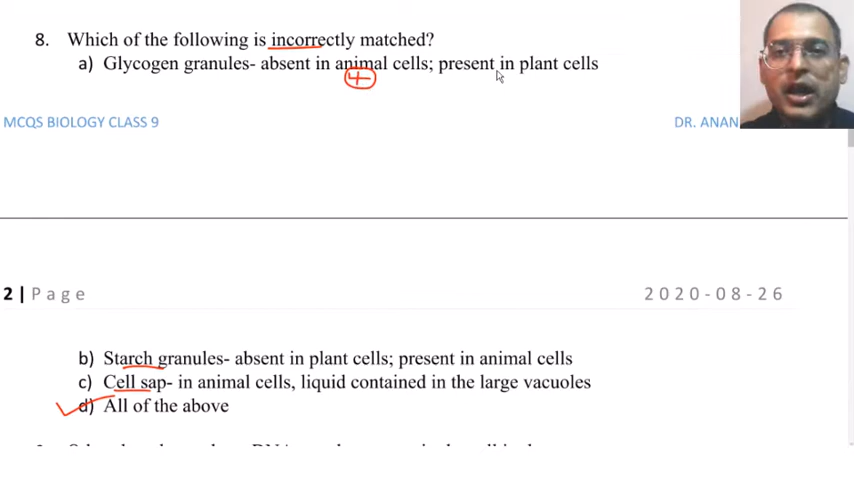 8. Which of the following is incorrectly matched?
a) Glycogen granules- absent in animal cells; present in plant cells
+
MCQS BIOLOGY CLASS 9 DR. ANAN
2 | Page 2020-08-26
b) Starch granules- absent in plant cells; present in animal cells
c) Cell sap- in animal cells, liquid contained in the large vacuoles
d) All of the above